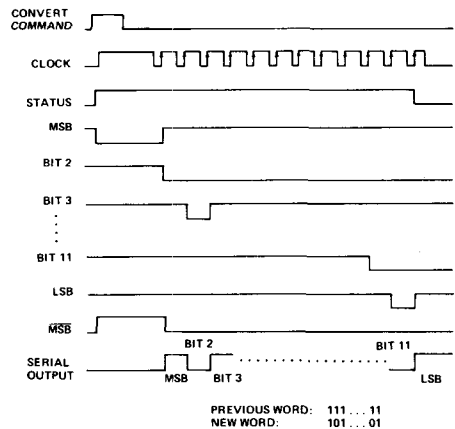 CONVERT
COMMAND
CLOCK
STATUS
MSB
BIT 2
BIT 3
BIT 11
LSB
MSB
BIT 2
BIT 11
SERIAL
OUTPUT
MSB
BIT 3
LSB
PREVIOUS WORD: 111 ... 11
NEW WORD: 101 ... 01